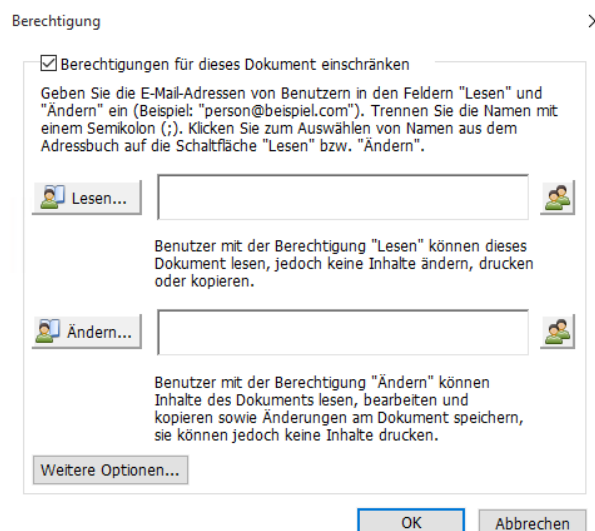 Berechtigung
Berechtigungen für dieses Dokument einschränken
Geben Sie die E-Mail-Adressen von Benutzern in den Feldern "Lesen" und
"Ändern" ein (Beispiel: "person@beispiel.com"). Trennen Sie die Namen mit
einem Semikolon (;). Klicken Sie zum Auswählen von Namen aus dem
Adressbuch auf die Schaltfläche "Lesen" bzw. "Ändern".
Lesen...
Benutzer mit der Berechtigung "Lesen" können dieses
Dokument lesen, jedoch keine Inhalte ändern, drucken
oder kopieren.
Ändern...
Benutzer mit der Berechtigung "Ändern" können
Inhalte des Dokuments lesen, bearbeiten und
kopieren sowie Änderungen am Dokument speichern,
sie können jedoch keine Inhalte drucken.
Weitere Optionen...
OK
Abbrechen